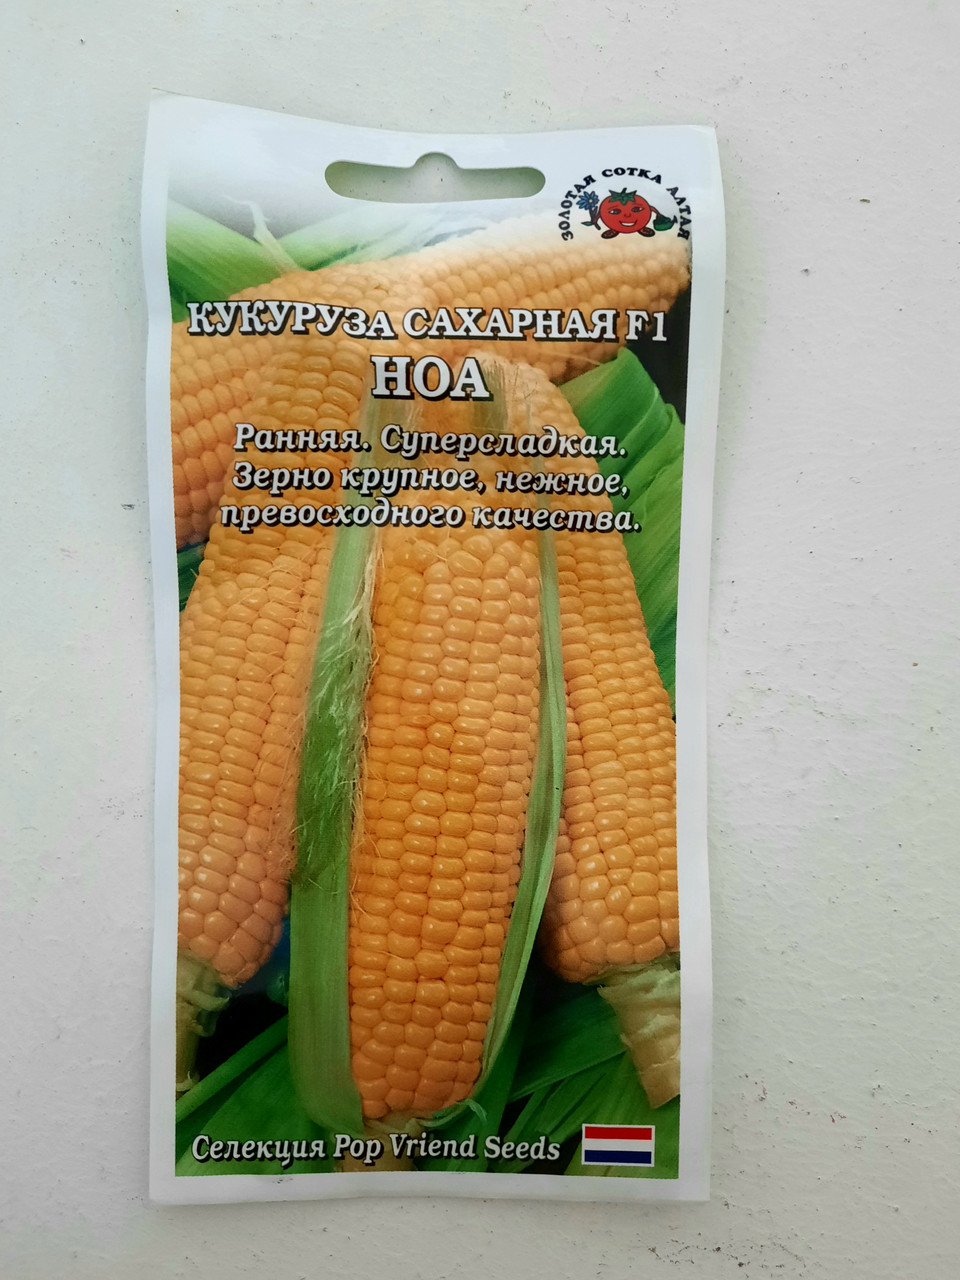 ЗОЛОТАЯ СОТКА АЛТАЯ
КУКУРУЗА САХАРНАЯ F1
НОА
Ранняя. Суперсладкая.
Зерно крупное, нежное,
превосходного качества.
Селекция Pop Vriend Seeds